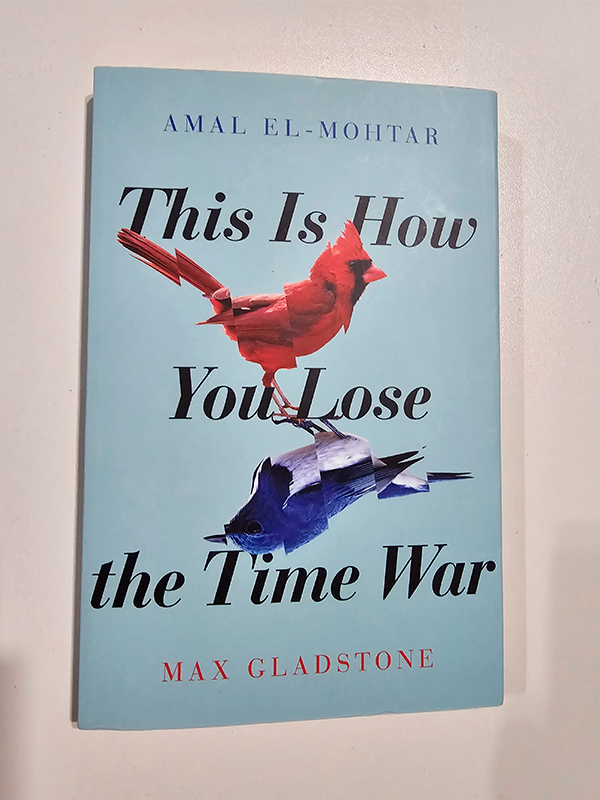 AMAL EL-MOHTAR
This Is How
You Lose
the Time War
MAX GLADSTONE